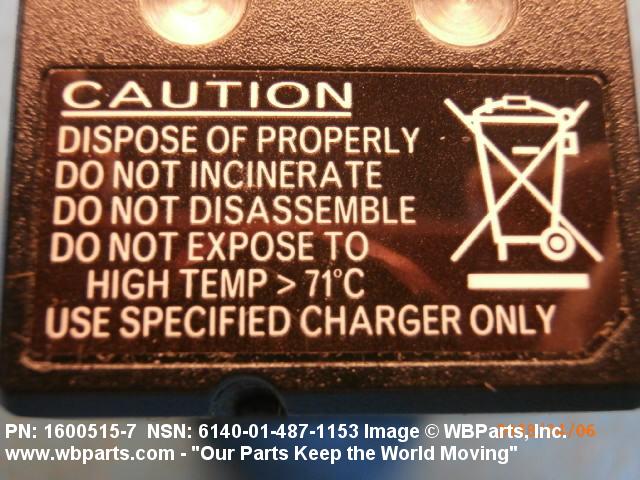 CAUTION
DISPOSE OF PROPERLY
DO NOT INCINERATE
DO NOT DISASSEMBLE
DO NOT EXPOSE TO
HIGH TEMP > 71°C
USE SPECIFIED CHARGER ONLY
PN: 1600515-7 NSN: 6140-01-487-1153 Image © WBParts, Inc.
www.wbparts.com - "Our Parts Keep the World Moving"